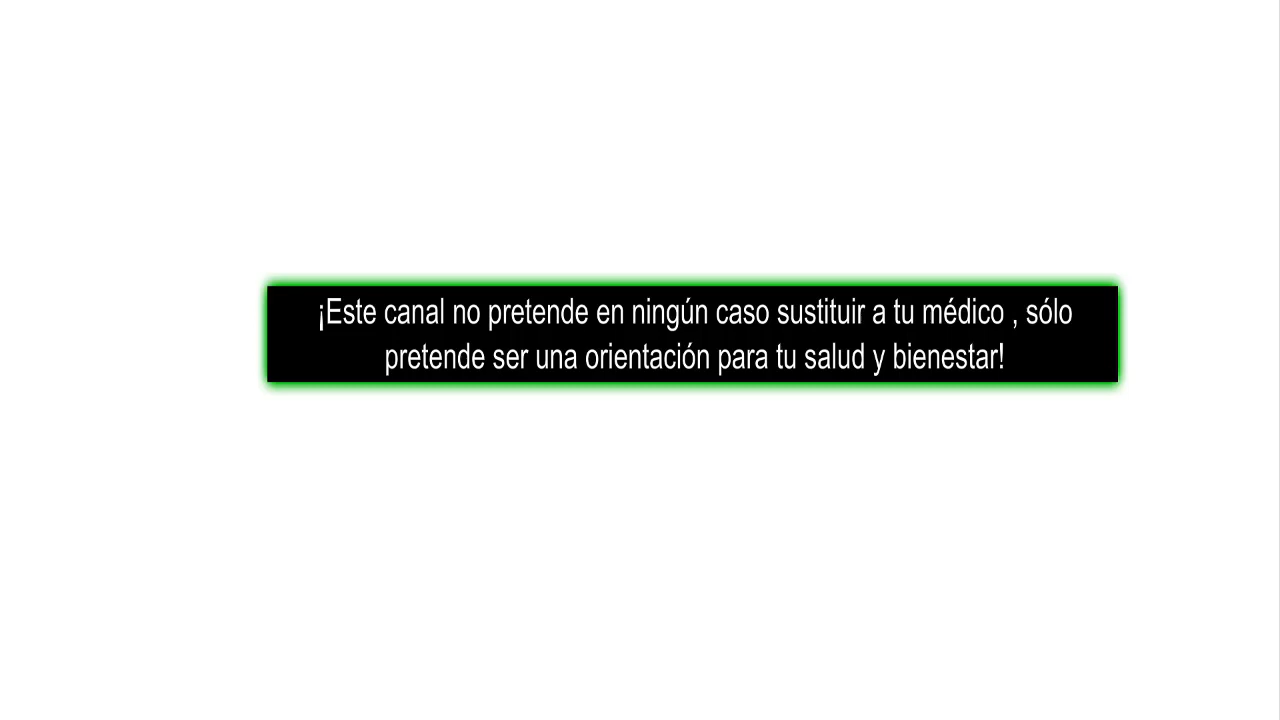 ¡Este canal no pretende en ningún caso sustituir a tu médico , sólo
pretende ser una orientación para tu salud y bienestar!